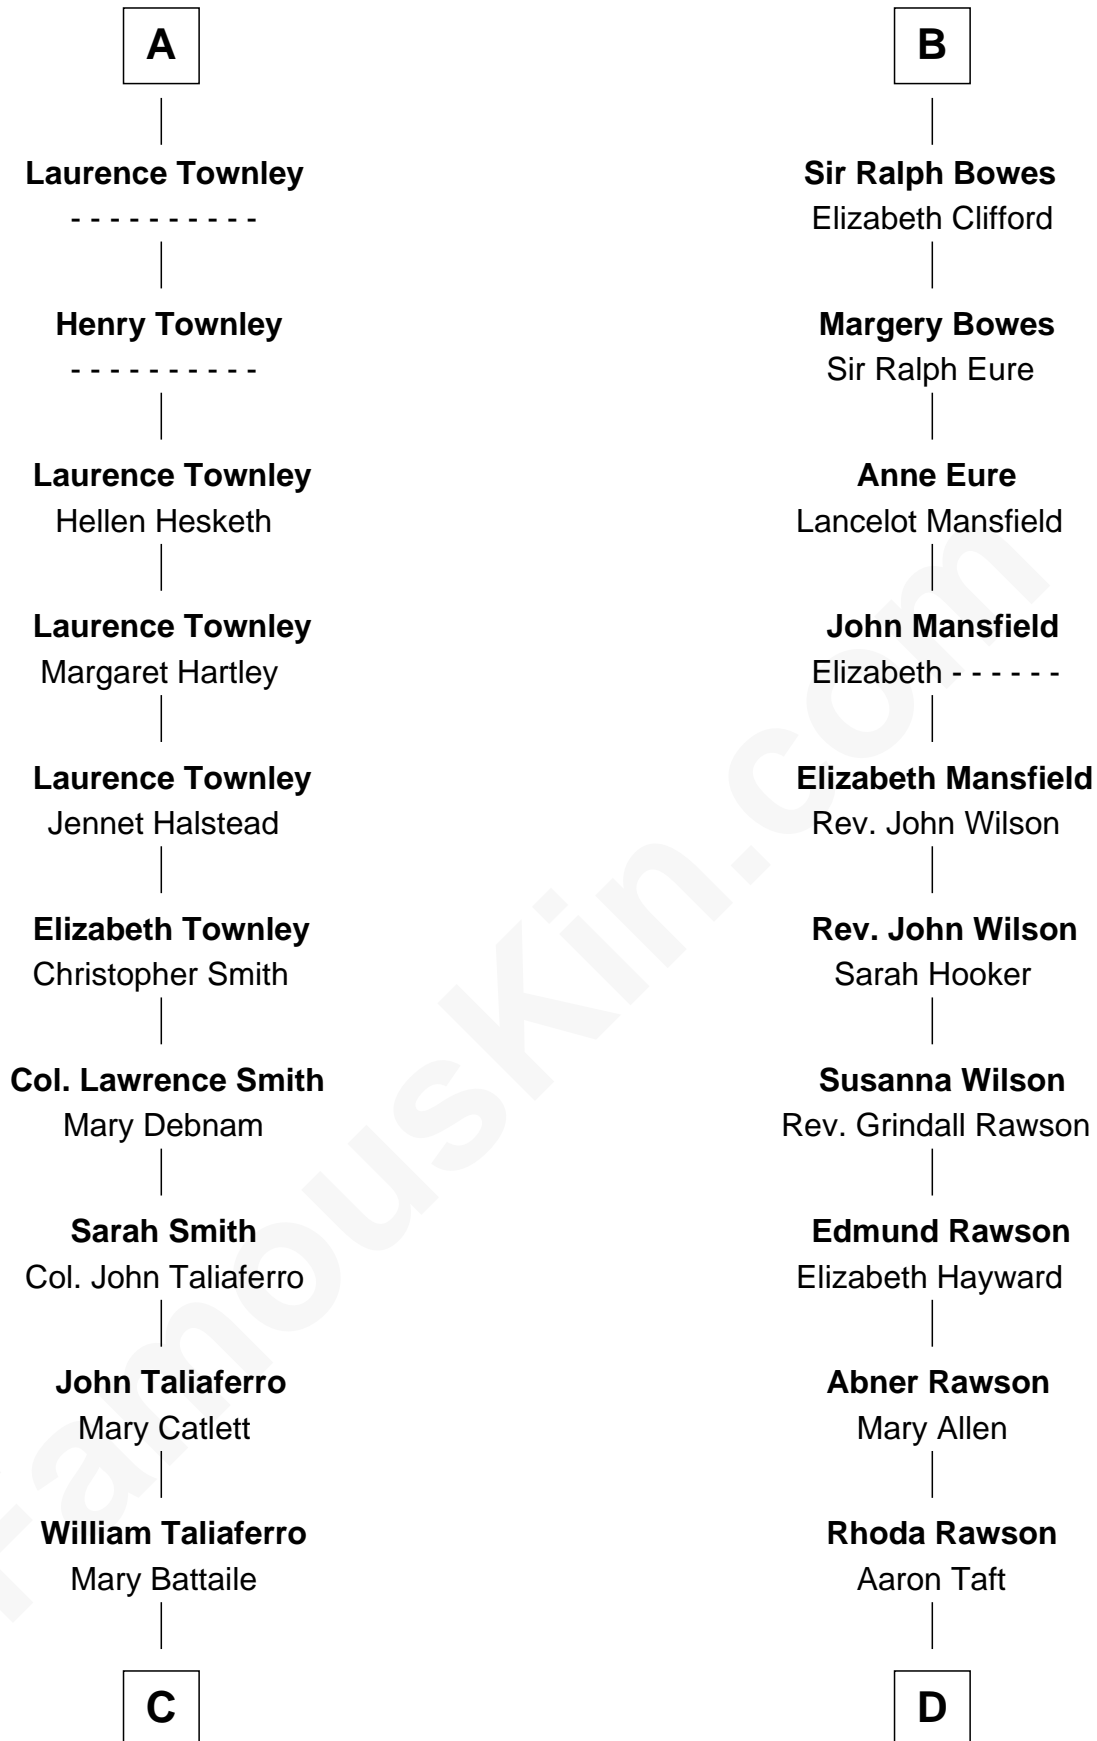 A
Laurence Townley
- - - - - - - - - -
Henry Townley
- - - - - - - - - -
Laurence Townley
Hellen Hesketh
Laurence Townley
Margaret Hartley
Laurence Townley
Jennet Halstead
Elizabeth Townley
Christopher Smith
Col. Lawrence Smith
Mary Debnam
Sarah Smith
Col. John Taliaferro
John Taliaferro
Mary Catlett
William Taliaferro
Mary Battaile
C
B
Sir Ralph Bowes
Elizabeth Clifford
Margery Bowes
Sir Ralph Eure
Anne Eure
Lancelot Mansfield
John Mansfield
Elizabeth - - - - - -
Elizabeth Mansfield
Rev. John Wilson
Rev. John Wilson
Sarah Hooker
Susanna Wilson
Rev. Grindall Rawson
Edmund Rawson
Elizabeth Hayward
Abner Rawson
Mary Allen
Rhoda Rawson
Aaron Taft
D
FamousKin.com